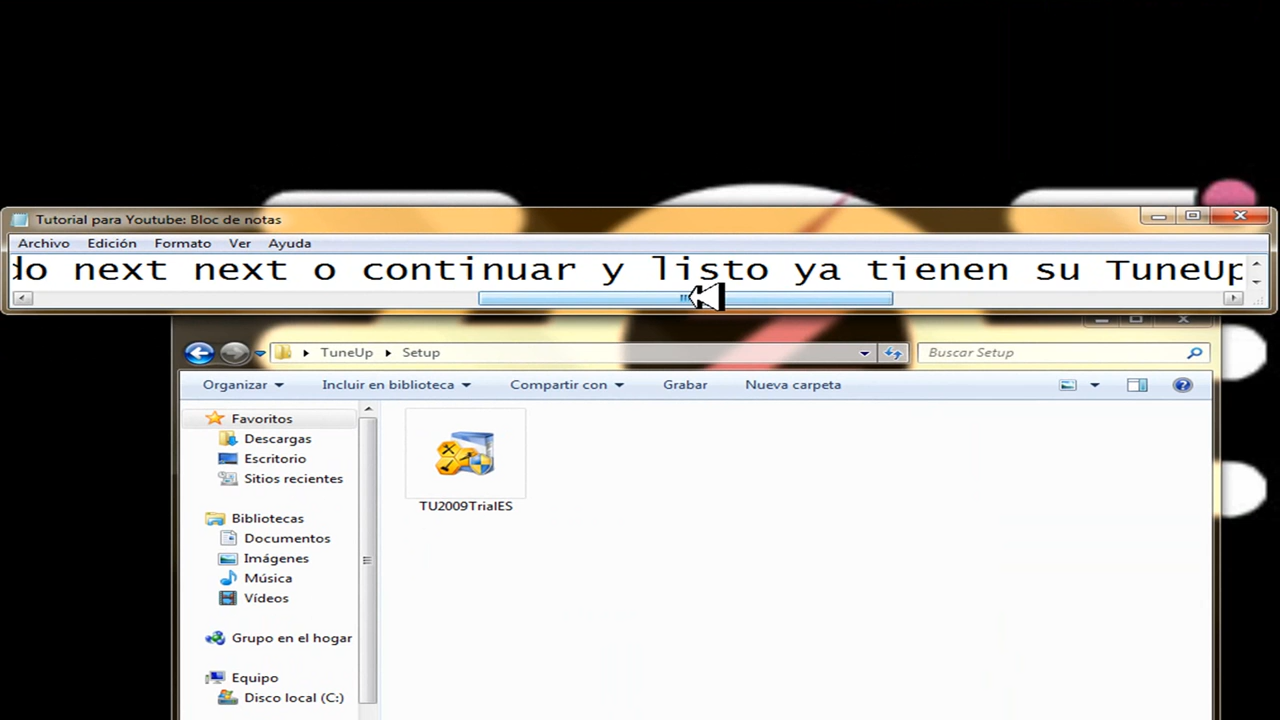 Tutorial para Youtube: Bloc de notas
Archivo Edición Formato Ver Ayuda
do next next o continuar y listo ya tienen su TuneUp
TuneUp Setup Buscar Setup
Organizar Incluir en biblioteca Compartir con Grabar Nueva carpeta
Favoritos
Descargas
Escritorio
Sitios recientes
Bibliotecas
Documentos
Imágenes
Música
Vídeos
Grupo en el hogar
Equipo
Disco local (C:)
TU2009TrialES